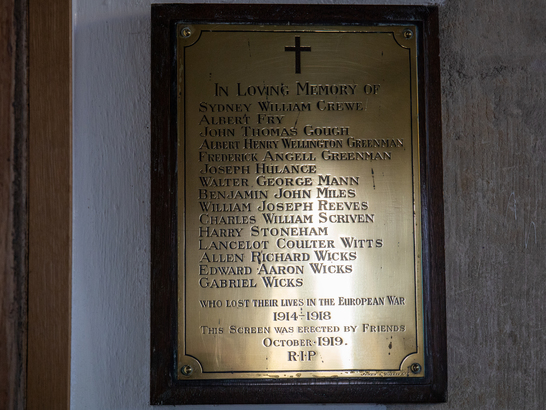 IN LOVING MEMORY OF
SYDNEY WILLIAM CREWE
ALBERT FRY
JOHN THOMAS GOUGH
ALBERT HENRY WELLINGTON GREENMAN
FREDERICK ANGELL GREENMAN
JOSEPH HULANCE
WALTER GEORGE MANN
BENJAMIN JOHN MILES
WILLIAM JOSEPH REEVES
CHARLES WILLIAM SCRIVEN
HARRY STONEHAM
LANCELOT COULTER WITTS
ALLEN RICHARD WICKS
EDWARD AARON WICKS
GABRIEL WICKS
WHO LOST THEIR LIVES IN THE EUROPEAN WAR
1914-1918
THIS SCREEN WAS ERECTED BY FRIENDS
OCTOBER·1919.
R·I·P